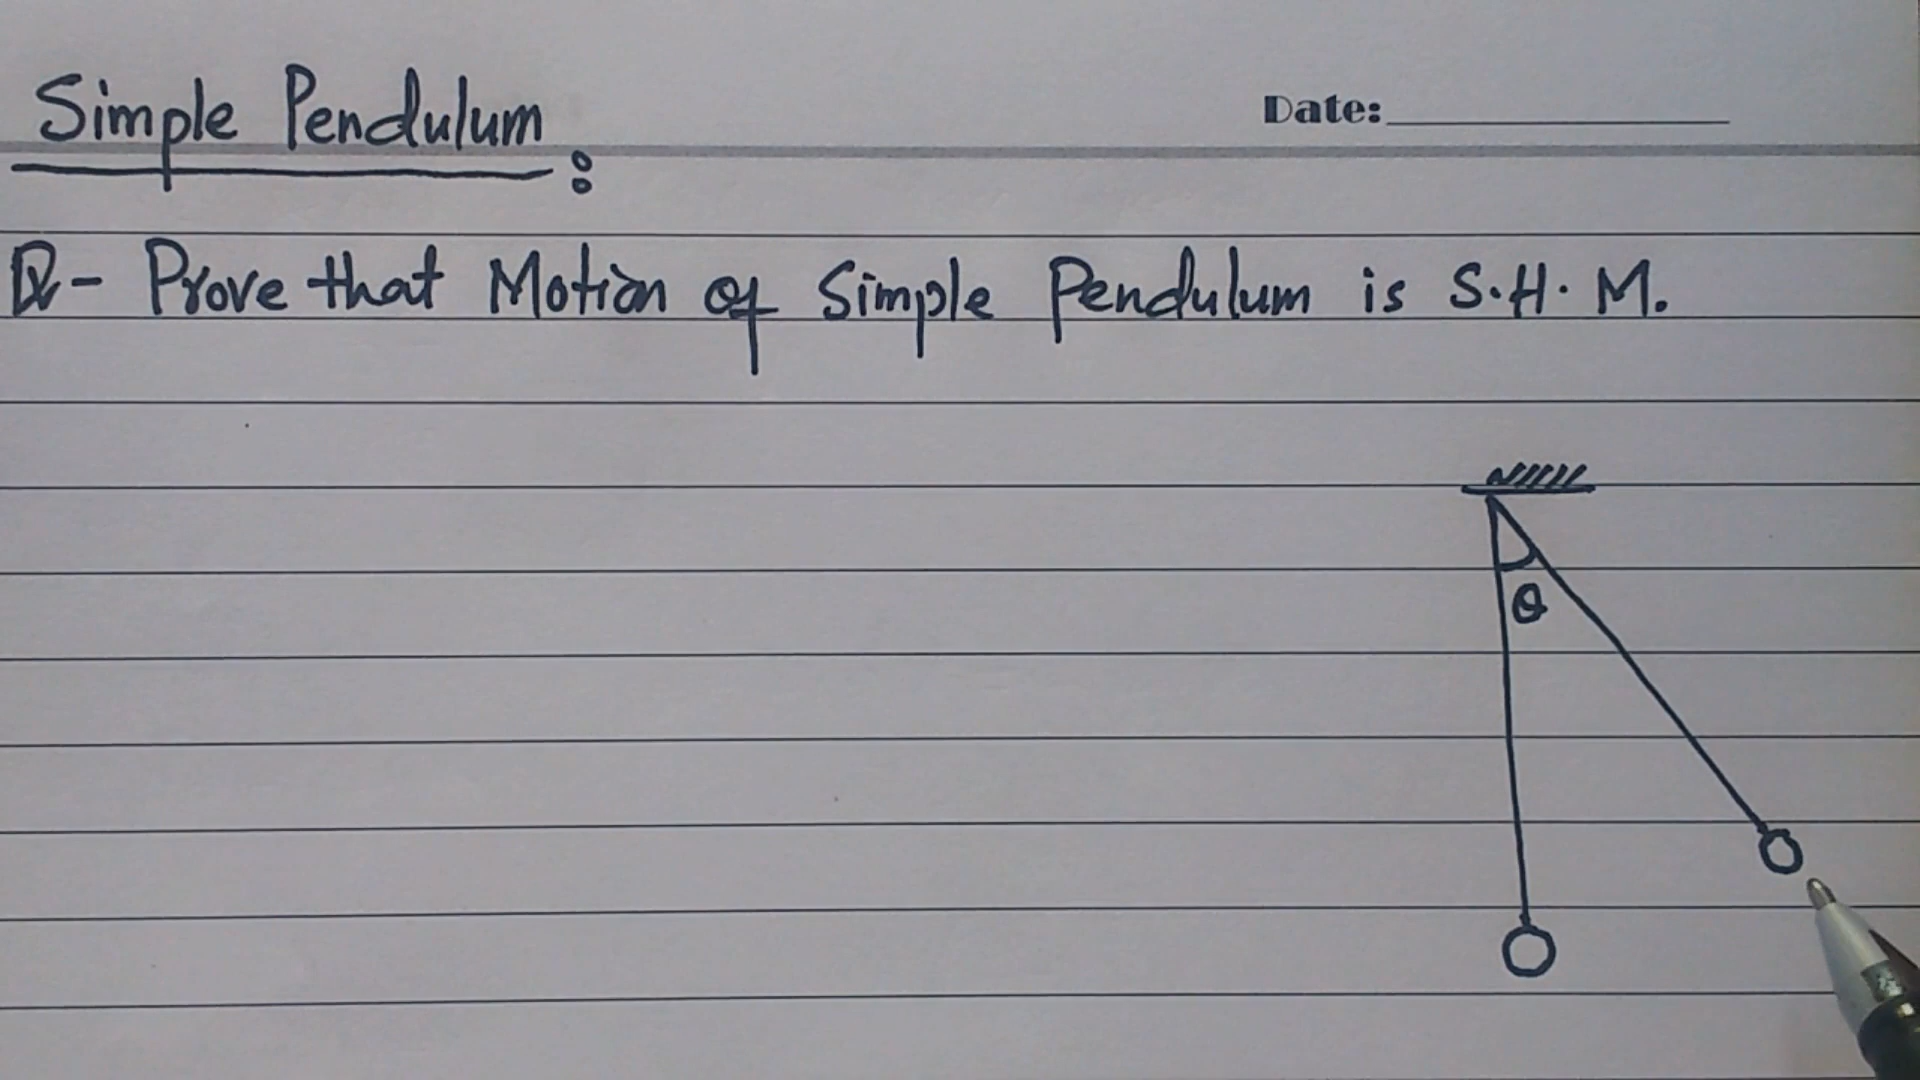 Simple Pendulum:
Date:
Q- Prove that Motion of Simple Pendulum is S.H.M.
θ